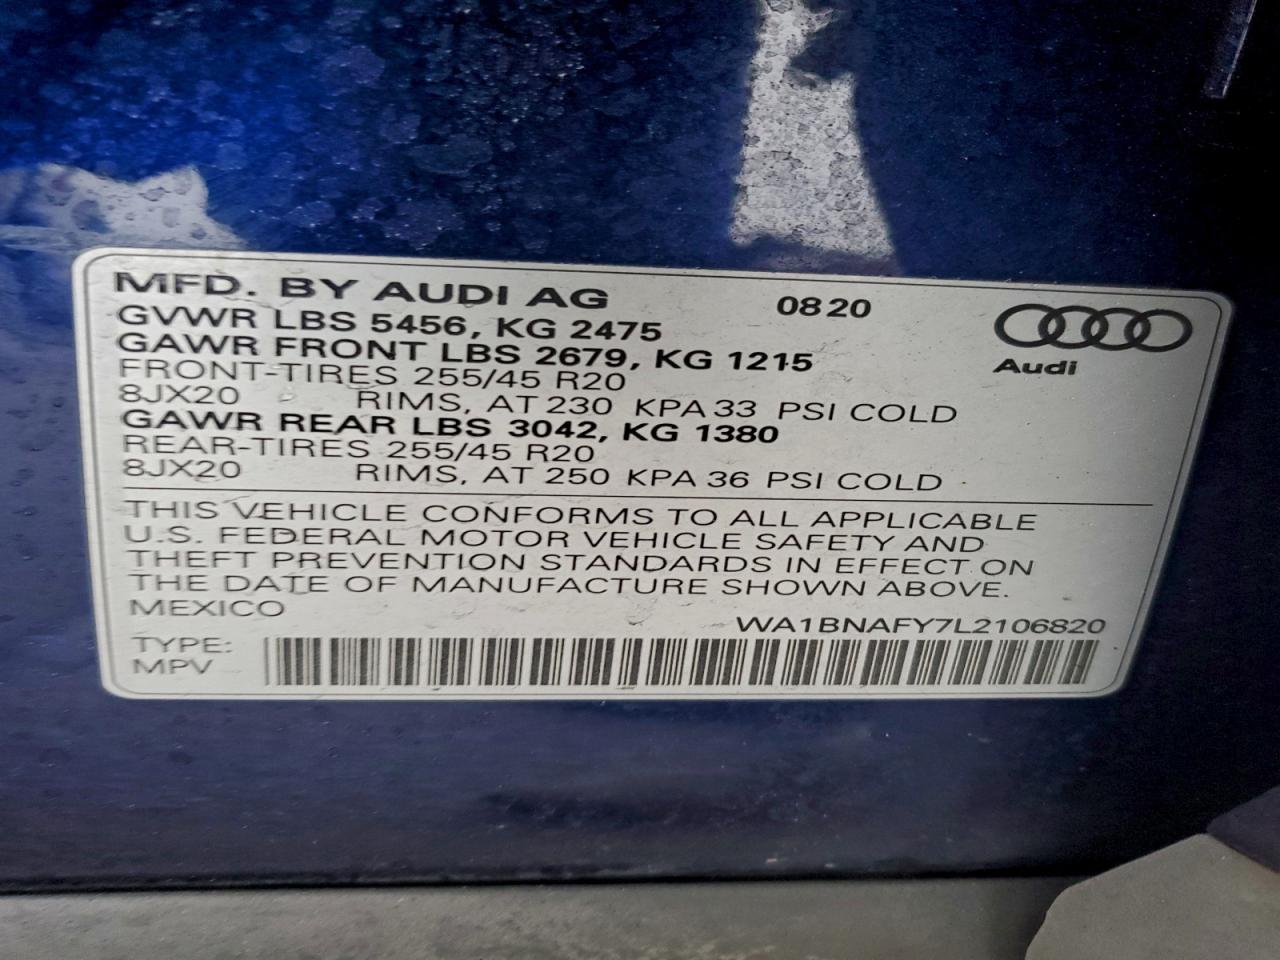 MFD. BY AUDI AG 0820
GVWR LBS 5456, KG 2475
GAWR FRONT LBS 2679, KG 1215
Audi
FRONT-TIRES 255/45 R20
8JX20 RIMS, AT 230 KPA 33 PSI COLD
GAWR REAR LBS 3042, KG 1380
REAR-TIRES 255/45 R20
8JX20 RIMS, AT 250 KPA 36 PSI COLD
THIS VEHICLE CONFORMS TO ALL APPLICABLE
U.S. FEDERAL MOTOR VEHICLE SAFETY AND
THEFT PREVENTION STANDARDS IN EFFECT ON
THE DATE OF MANUFACTURE SHOWN ABOVE.
MEXICO
WA1BNAFY7L2106820
TYPE:
MPV